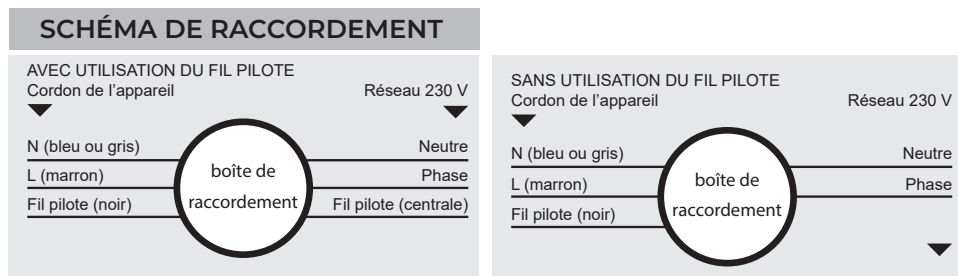 SCHÉMA DE RACCORDEMENT
AVEC UTILISATION DU FIL PILOTE
Cordon de l'appareil Réseau 230 V
N (bleu ou gris) Neutre
L (marron) Phase
Fil pilote (noir) Fil pilote (centrale)
boîte de
raccordement
SANS UTILISATION DU FIL PILOTE
Cordon de l'appareil Réseau 230 V
N (bleu ou gris) Neutre
L (marron) Phase
Fil pilote (noir)
boîte de
raccordement